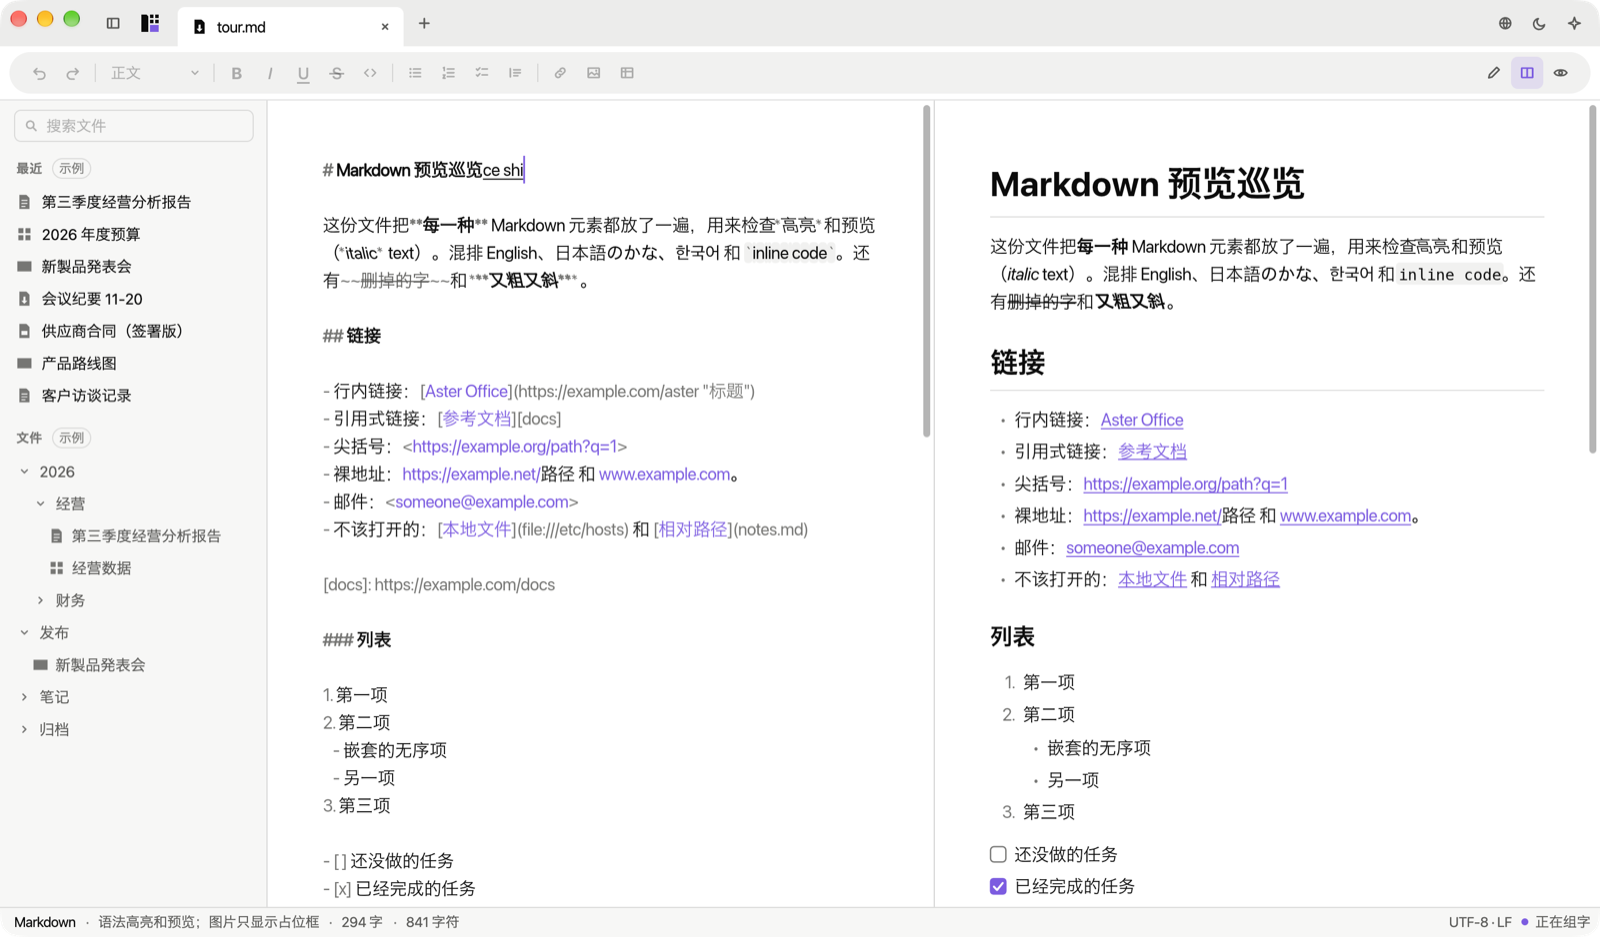 tour.md
正文
搜索文件
最近 示例
第三季度经营分析报告
2026 年度预算
新製品発表会
会议纪要 11-20
供应商合同（签署版）
产品路线图
客户访谈记录
文件 示例
2026
经营
第三季度经营分析报告
经营数据
财务
发布
新製品発表会
笔记
归档
# Markdown 预览巡览ce shi
这份文件把**每一种** Markdown 元素都放了一遍，用来检查*高亮* 和预览
（*italic* text）。混排 English、日本語のかな、한국어 和 `inline code`。还
有~~删掉的字~~和***又粗又斜***。
## 链接
- 行内链接：[Aster Office](https://example.com/aster "标题")
- 引用式链接：[参考文档][docs]
- 尖括号：<https://example.org/path?q=1>
- 裸地址：https://example.net/路径 和 www.example.com。
- 邮件：<someone@example.com>
- 不该打开的：[本地文件](file:///etc/hosts) 和 [相对路径](notes.md)
[docs]: https://example.com/docs
### 列表
1. 第一项
2. 第二项
- 嵌套的无序项
- 另一项
3. 第三项
- [ ] 还没做的任务
- [x] 已经完成的任务
Markdown 预览巡览
这份文件把每一种 Markdown 元素都放了一遍，用来检查高亮 和预览
（italic text）。混排 English、日本語のかな、한국어 和 inline code。还
有删掉的字和又粗又斜。
链接
• 行内链接：Aster Office
• 引用式链接：参考文档
• 尖括号：https://example.org/path?q=1
• 裸地址：https://example.net/路径 和 www.example.com。
• 邮件：someone@example.com
• 不该打开的：本地文件 和 相对路径
列表
1. 第一项
2. 第二项
• 嵌套的无序项
• 另一项
3. 第三项
还没做的任务
已经完成的任务
Markdown · 语法高亮和预览；图片只显示占位框 · 294 字 · 841 字符
UTF-8 · LF 正在组字